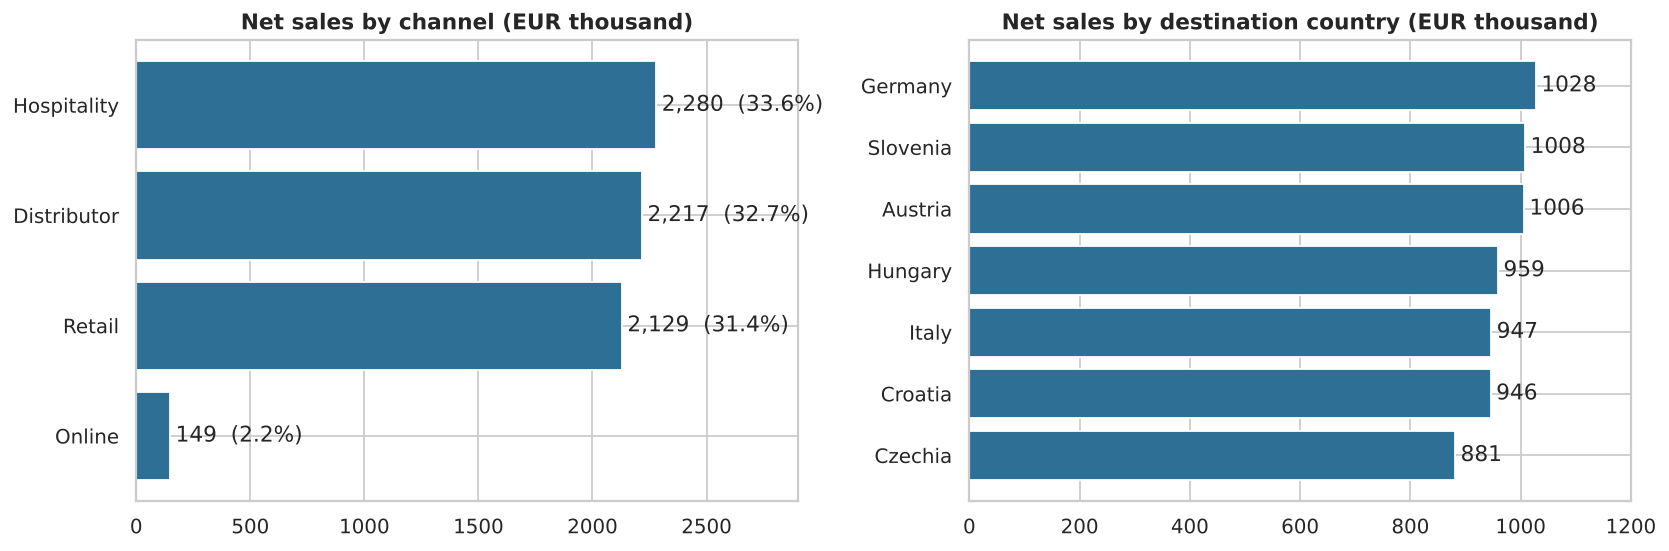 Net sales by channel (EUR thousand)
Hospitality
2,280 (33.6%)
Distributor
2,217 (32.7%)
Retail
2,129 (31.4%)
Online
149 (2.2%)
0 500 1000 1500 2000 2500
Net sales by destination country (EUR thousand)
Germany
1028
Slovenia
1008
Austria
1006
Hungary
959
Italy
947
Croatia
946
Czechia
881
0 200 400 600 800 1000 1200